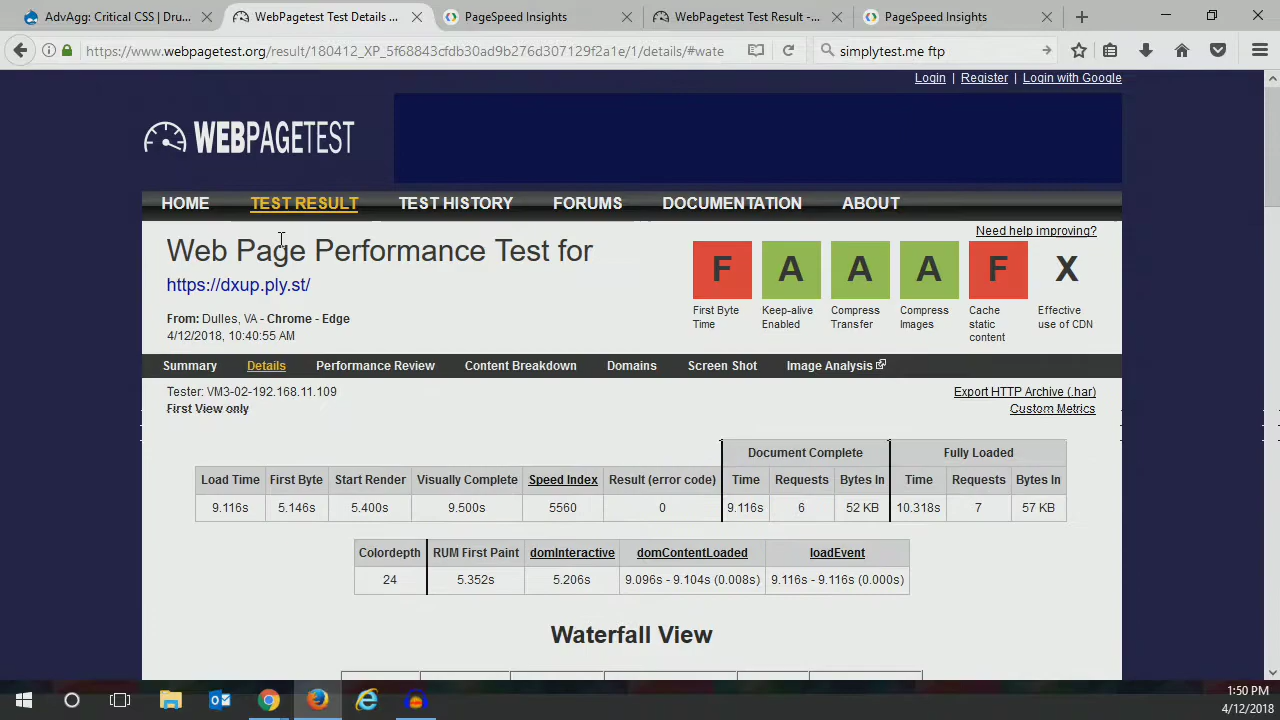 AdvAgg: Critical CSS | Dru...
WebPagetest Test Details ...
PageSpeed Insights
WebPagetest Test Result -...
PageSpeed Insights
https://www.webpagetest.org/result/180412_XP_5f68843cfdb30ad9b276d307129f2a1e/1/details/#wate
simplytest.me ftp
Login | Register | Login with Google
WEBPAGETEST
HOME TEST RESULT TEST HISTORY FORUMS DOCUMENTATION ABOUT
Need help improving?
Web Page Performance Test for
https://dxup.ply.st/
From: Dulles, VA - Chrome - Edge
4/12/2018, 10:40:55 AM
F A A A F X
First Byte Time
Keep-alive Enabled
Compress Transfer
Compress Images
Cache static content
Effective use of CDN
Summary Details Performance Review Content Breakdown Domains Screen Shot Image Analysis
Tester: VM3-02-192.168.11.109
First View only
Export HTTP Archive (.har)
Custom Metrics
Document Complete Fully Loaded
Load Time First Byte Start Render Visually Complete Speed Index Result (error code) Time Requests Bytes In Time Requests Bytes In
9.116s 5.146s 5.400s 9.500s 5560 0 9.116s 6 52 KB 10.318s 7 57 KB
Colordepth RUM First Paint domInteractive domContentLoaded loadEvent
24 5.352s 5.206s 9.096s - 9.104s (0.008s) 9.116s - 9.116s (0.000s)
Waterfall View
1:50 PM
4/12/2018